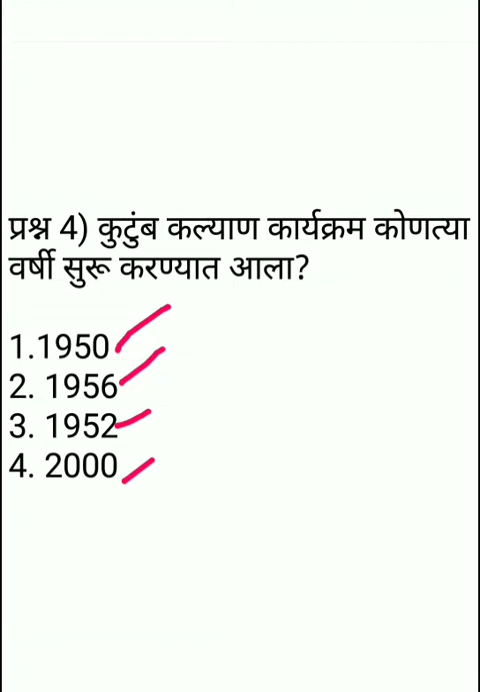 प्रश्न 4) कुटुंब कल्याण कार्यक्रम कोणत्या
वर्षी सुरू करण्यात आला?
1.1950
2. 1956
3. 1952
4. 2000